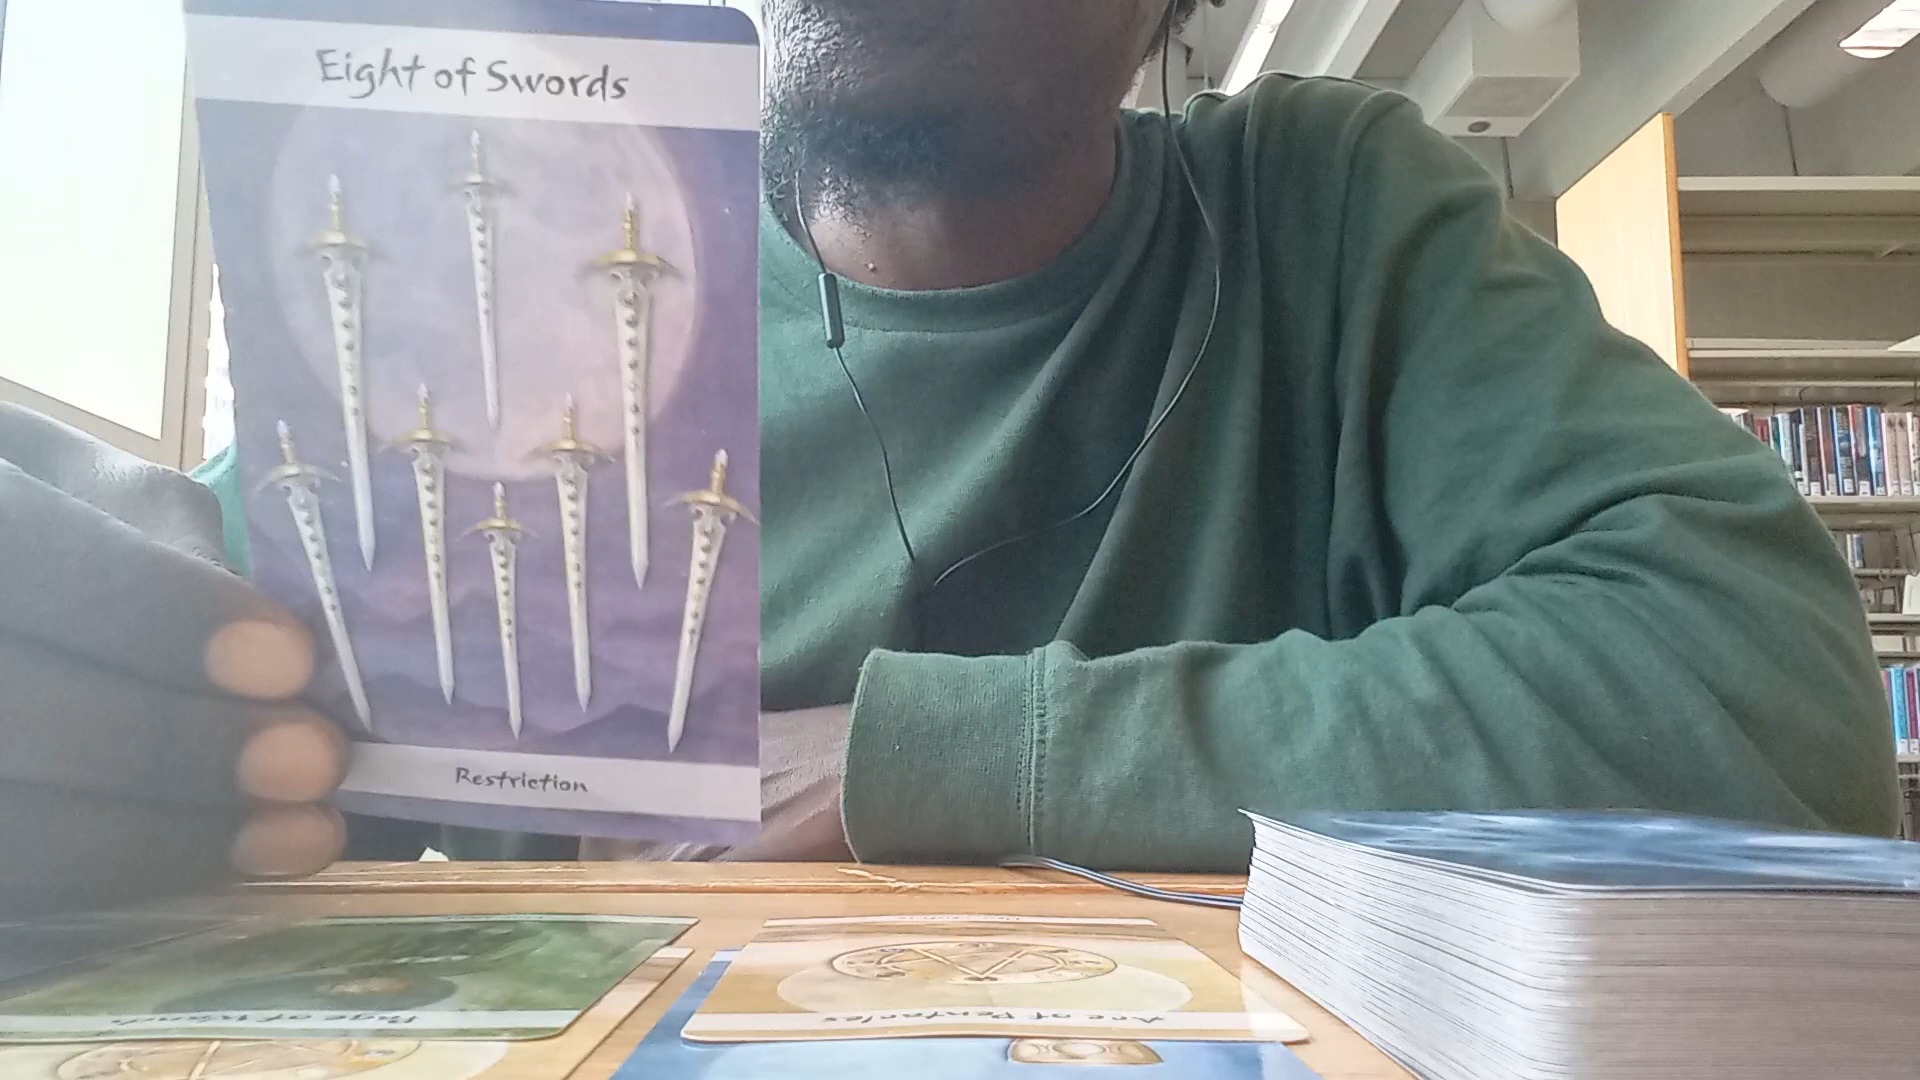 Eight of Swords
Restriction
Page of Wands
Ace of Pentacles